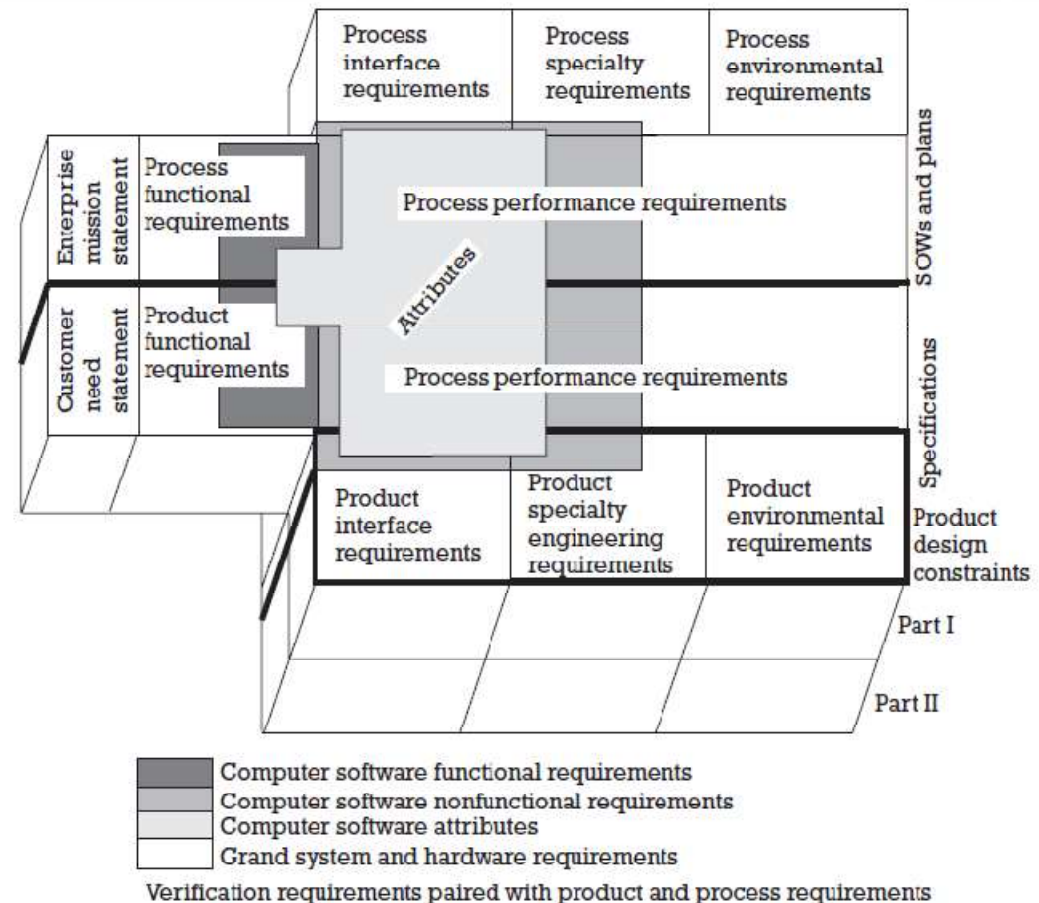 Process
interface
requirements
Process
specialty
requirements
Process
environmental
requirements
SOWs and plans
Enterprise
mission
statement
Process
functional
requirements
Process performance requirements
Attributes
Customer
need
statement
Product
functional
requirements
Process performance requirements
Specifications
Product
interface
requirements
Product
specialty
engineering
requirements
Product
environmental
requirements
Product
design
constraints
Part I
Part II
Computer software functional requirements
Computer software nonfunctional requirements
Computer software attributes
Grand system and hardware requirements
Verification requirements paired with product and process requirements